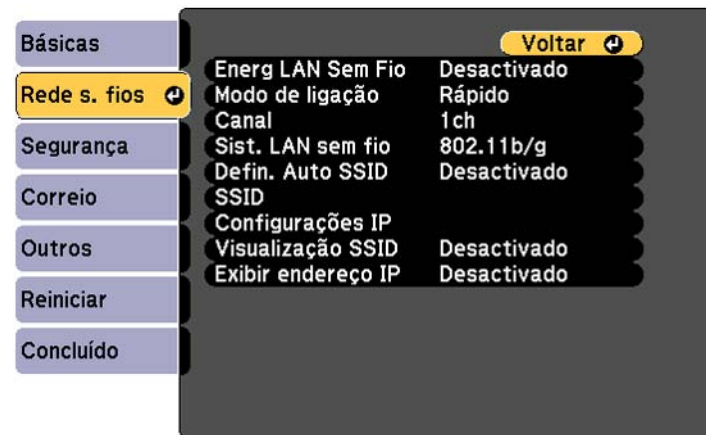 Básicas
Rede s. fios
Segurança
Correio
Outros
Reiniciar
Concluído
Voltar
Energ LAN Sem Fio Desactivado
Modo de ligação Rápido
Canal 1ch
Sist. LAN sem fio 802.11b/g
Defin. Auto SSID Desactivado
SSID
Configurações IP
Visualização SSID Desactivado
Exibir endereço IP Desactivado